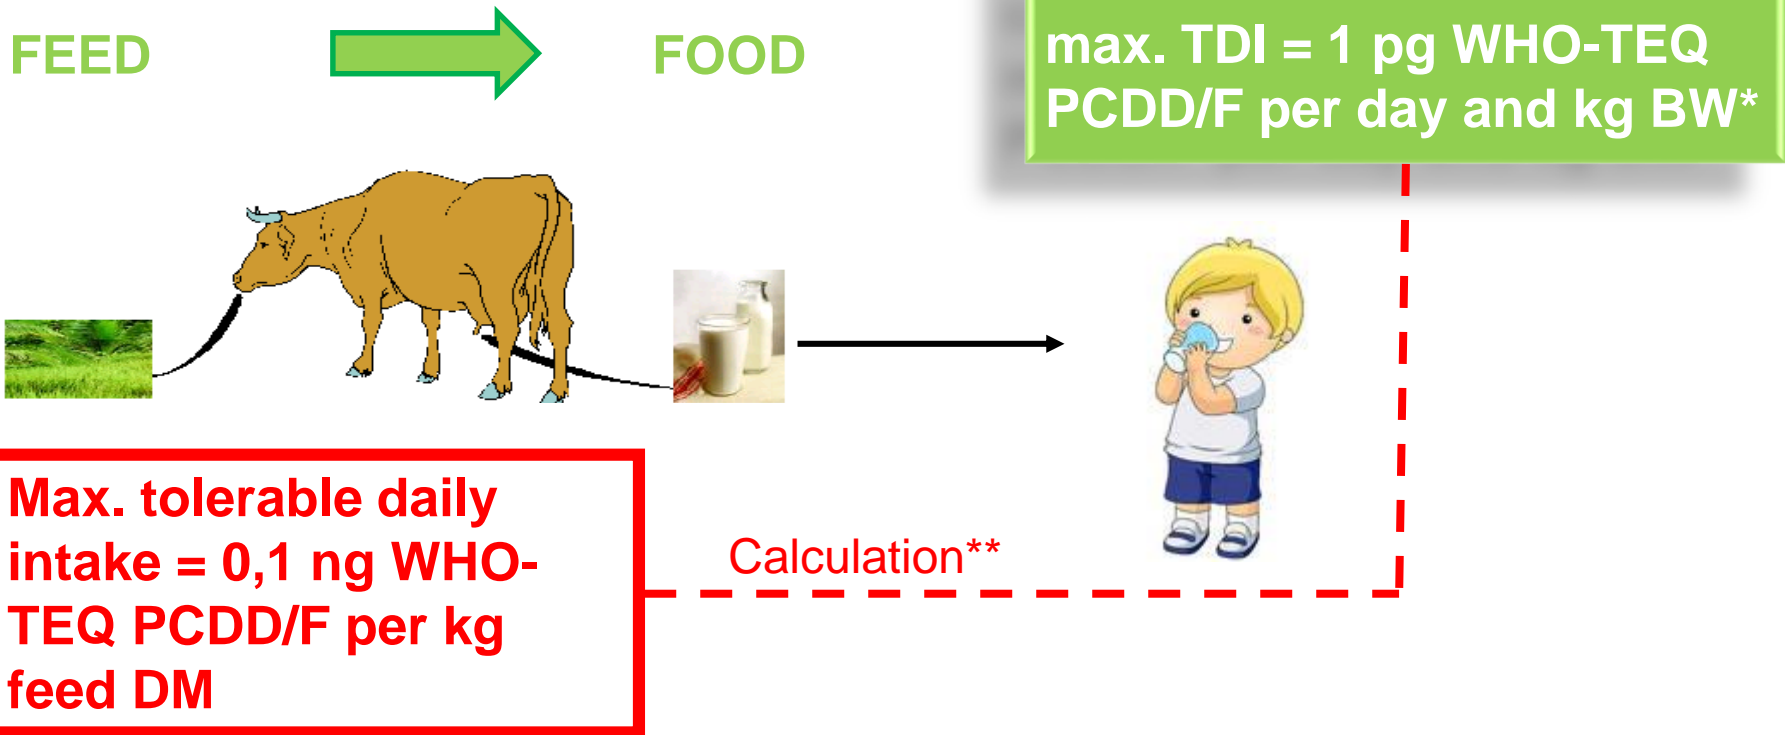 FEED
FOOD
max. TDI = 1 pg WHO-TEQ
PCDD/F per day and kg BW*
Max. tolerable daily
intake = 0,1 ng WHO-
TEQ PCDD/F per kg
feed DM
Calculation**